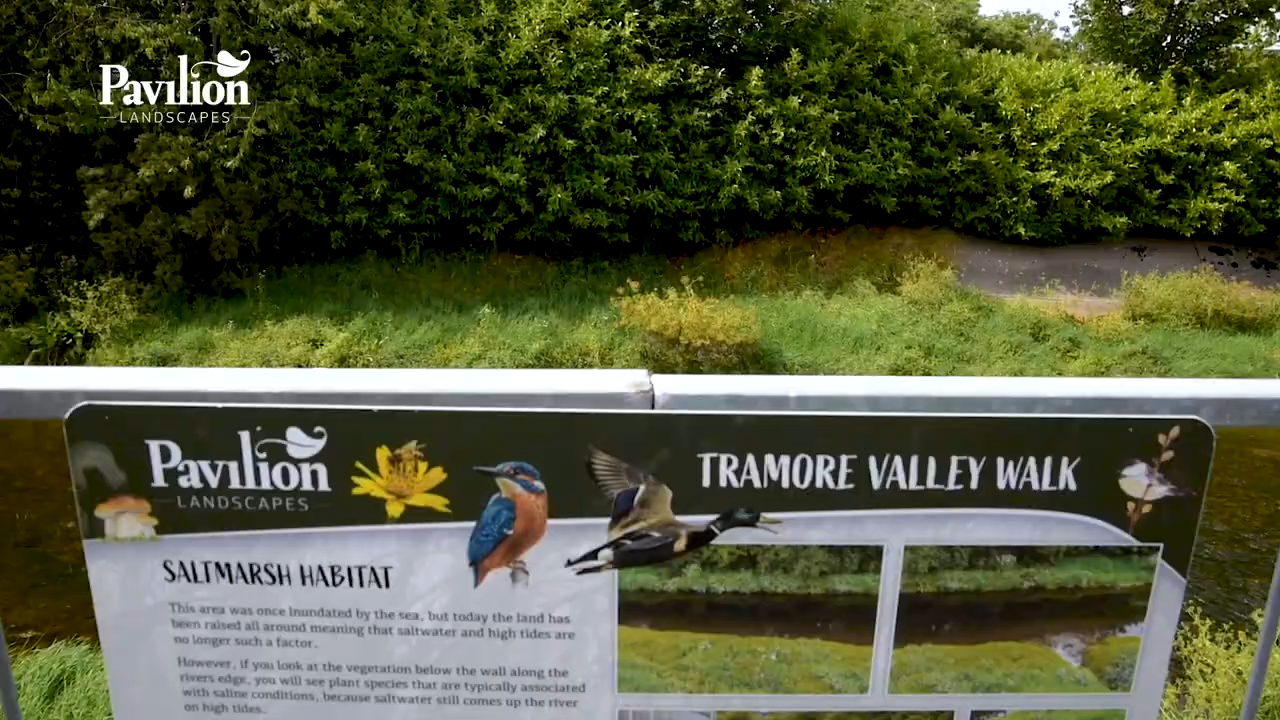 Pavilion
LANDSCAPES
Pavilion
LANDSCAPES
TRAMORE VALLEY WALK
SALTMARSH HABITAT
This area was once inundated by the sea, but today the land has
been raised all around meaning that saltwater and high tides are
no longer such a factor.
However, if you look at the vegetation below the wall along the
rivers edge, you will see plant species that are typically associated
with saline conditions, because saltwater still comes up the river
on high tides.